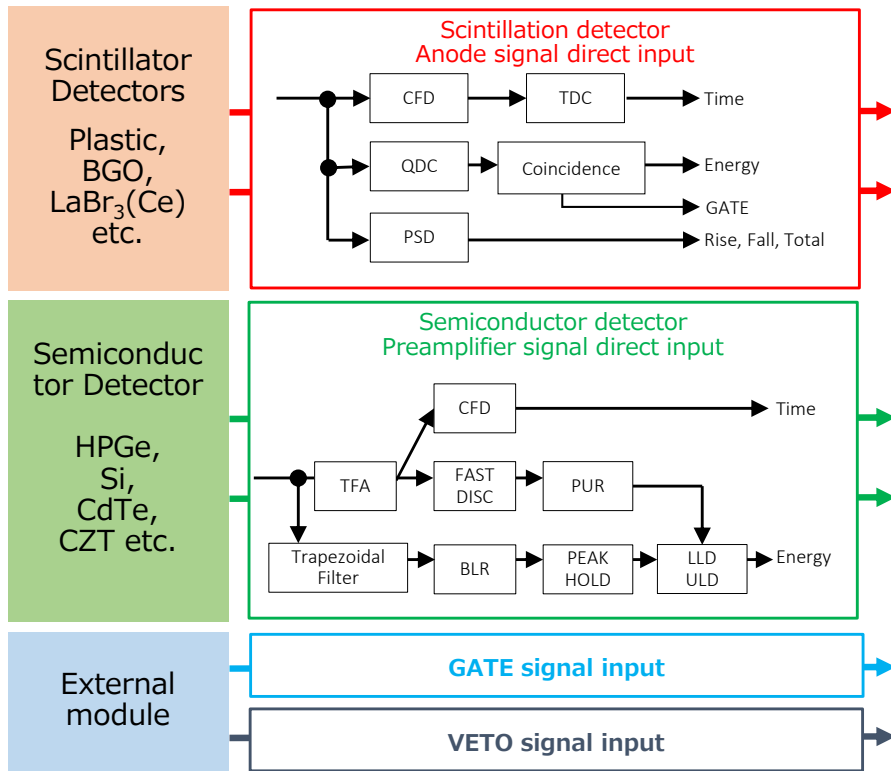 Scintillator
Detectors
Plastic,
BGO,
LaBr₃(Ce)
etc.
Scintillation detector
Anode signal direct input
CFD
TDC
Time
QDC
Coincidence
Energy
GATE
PSD
Rise, Fall, Total
Semiconduc
tor Detector
HPGe,
Si,
CdTe,
CZT etc.
Semiconductor detector
Preamplifier signal direct input
CFD
Time
TFA
FAST
DISC
PUR
Trapezoidal
Filter
BLR
PEAK
HOLD
LLD
ULD
Energy
External
module
GATE signal input
VETO signal input